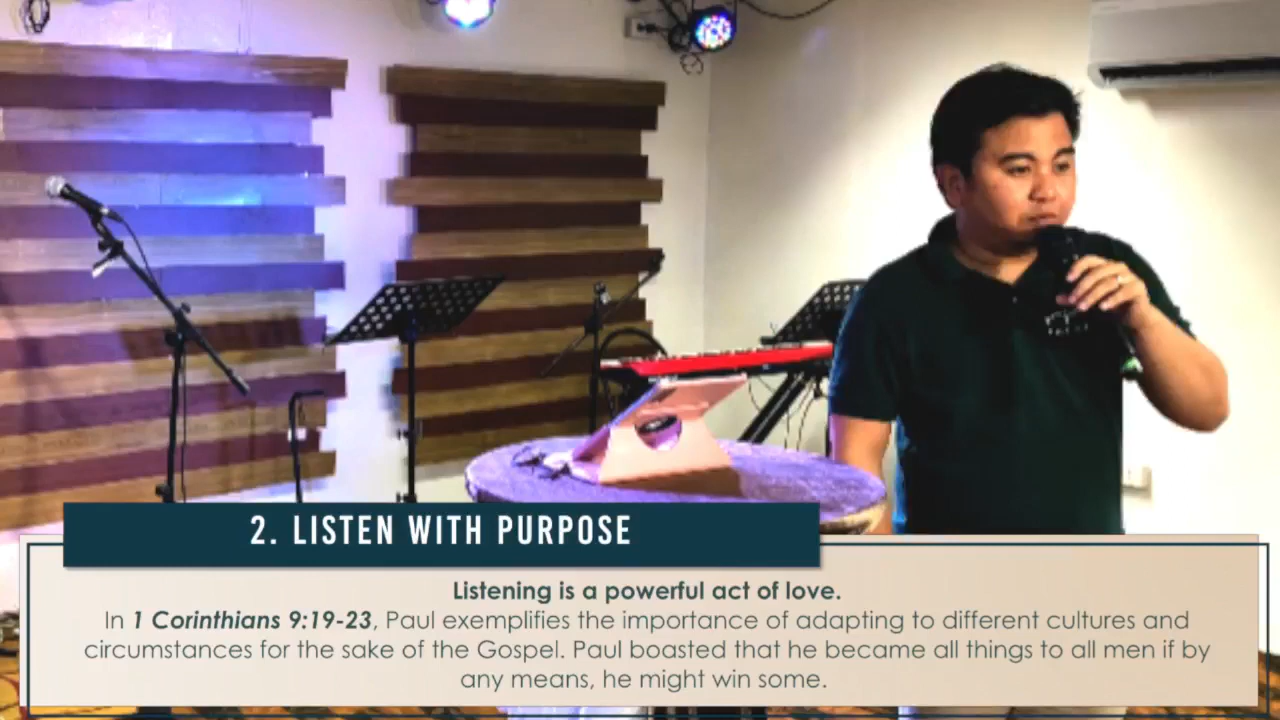 2. LISTEN WITH PURPOSE
Listening is a powerful act of love.
In 1 Corinthians 9:19-23, Paul exemplifies the importance of adapting to different cultures and
circumstances for the sake of the Gospel. Paul boasted that he became all things to all men if by
any means, he might win some.